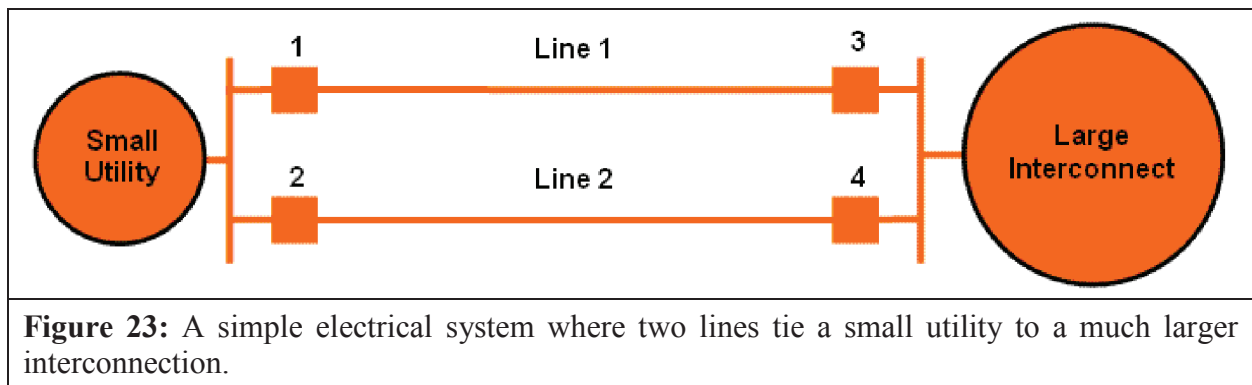 1
Line 1
3
Small
Utility
Large
Interconnect
2
Line 2
4
Figure 23: A simple electrical system where two lines tie a small utility to a much larger
interconnection.